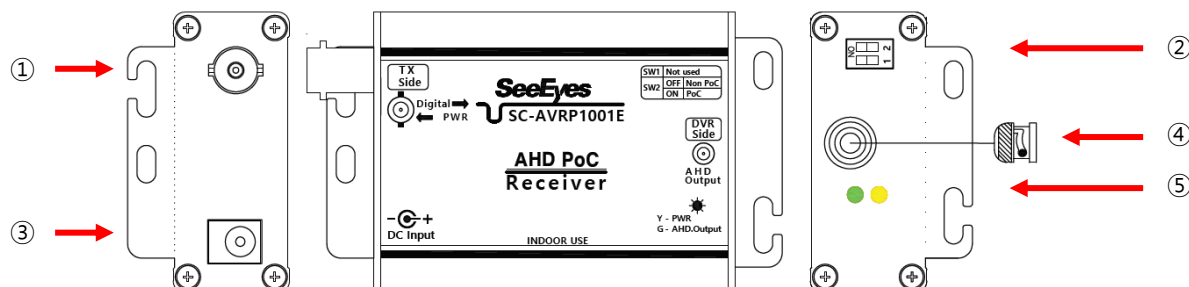 ①
③
TX
Side
Digital
PWR
SeeEyes
SC-AVRP1001E
SW1 Not used
SW2 OFF Non PoC
ON PoC
DVR
Side
AHD
Output
AHD PoC
Receiver
- +
DC Input
Y - PWR
G - AHD.Output
INDOOR USE
ON
1 2
②
④
⑤